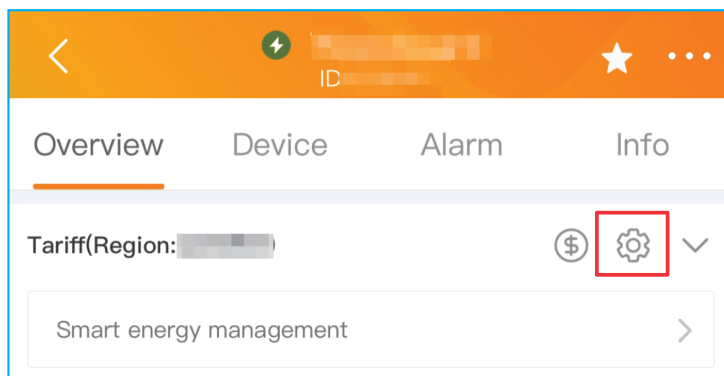 ID
Overview Device Alarm Info
Tariff(Region: )
Smart energy management